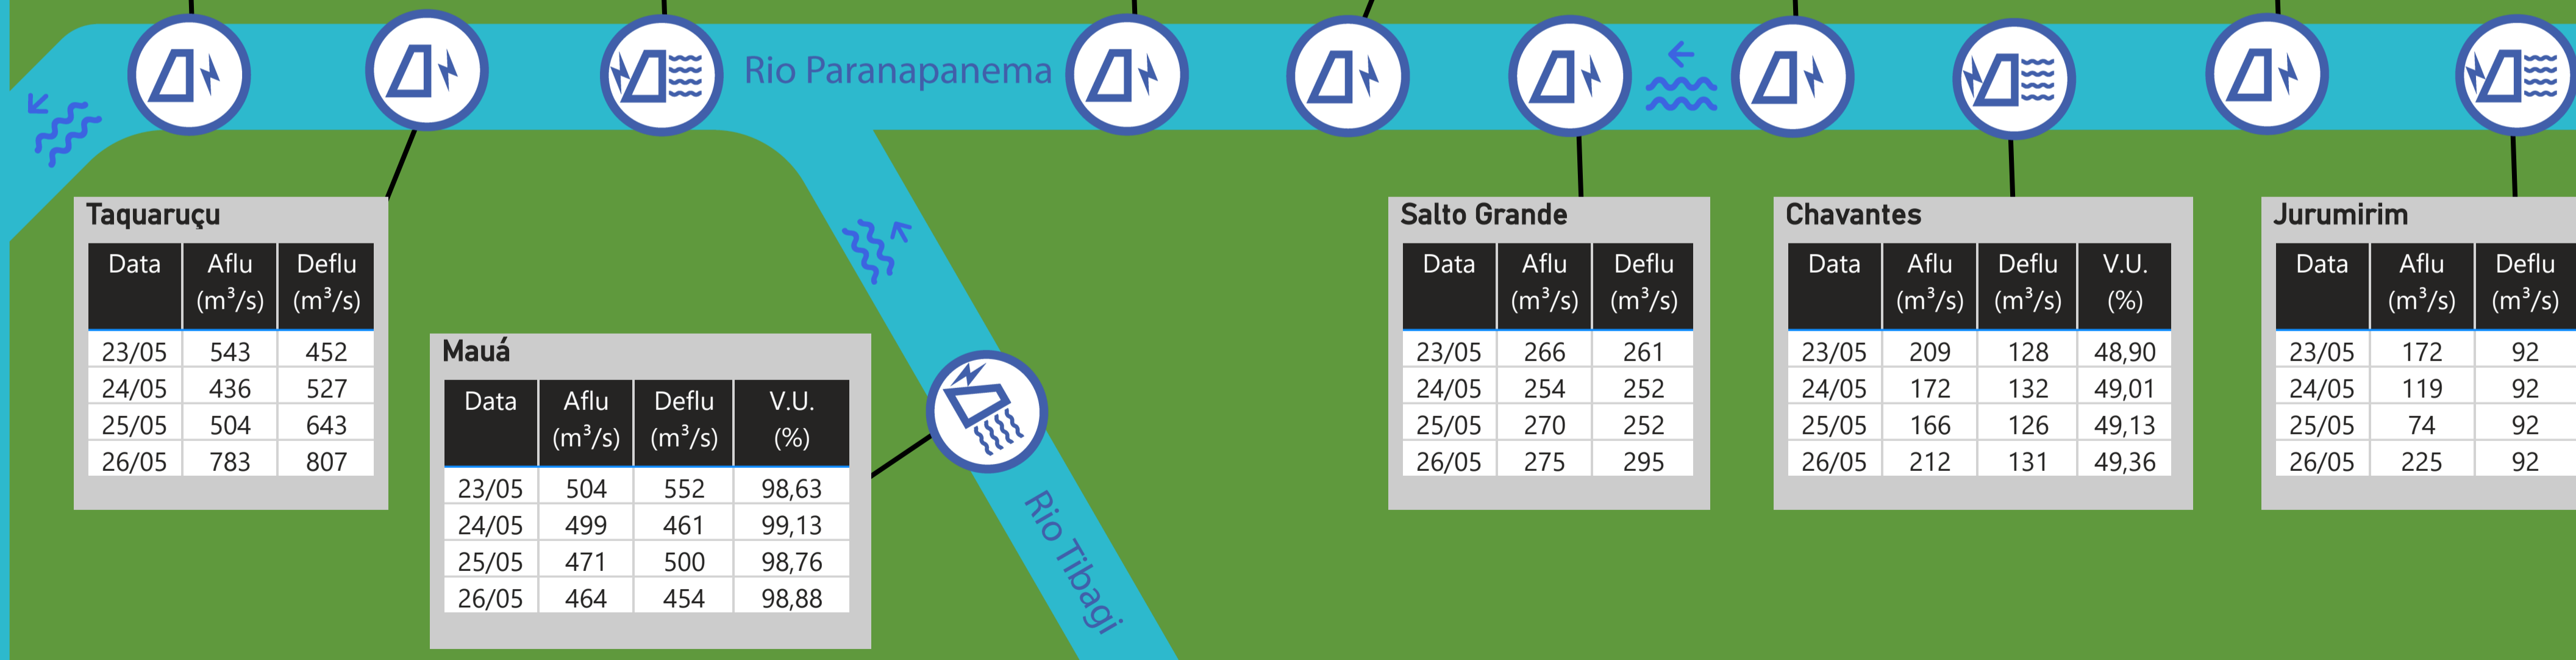 Rio Paranapanema
Taquaruçu
Data Aflu (m³/s) Deflu (m³/s)
23/05 543 452
24/05 436 527
25/05 504 643
26/05 783 807
Mauá
Data Aflu (m³/s) Deflu (m³/s) V.U. (%)
23/05 504 552 98,63
24/05 499 461 99,13
25/05 471 500 98,76
26/05 464 454 98,88
Rio Tibagi
Salto Grande
Data Aflu (m³/s) Deflu (m³/s)
23/05 266 261
24/05 254 252
25/05 270 252
26/05 275 295
Chavantes
Data Aflu (m³/s) Deflu (m³/s) V.U. (%)
23/05 209 128 48,90
24/05 172 132 49,01
25/05 166 126 49,13
26/05 212 131 49,36
Jurumirim
Data Aflu (m³/s) Deflu (m³/s)
23/05 172 92
24/05 119 92
25/05 74 92
26/05 225 92